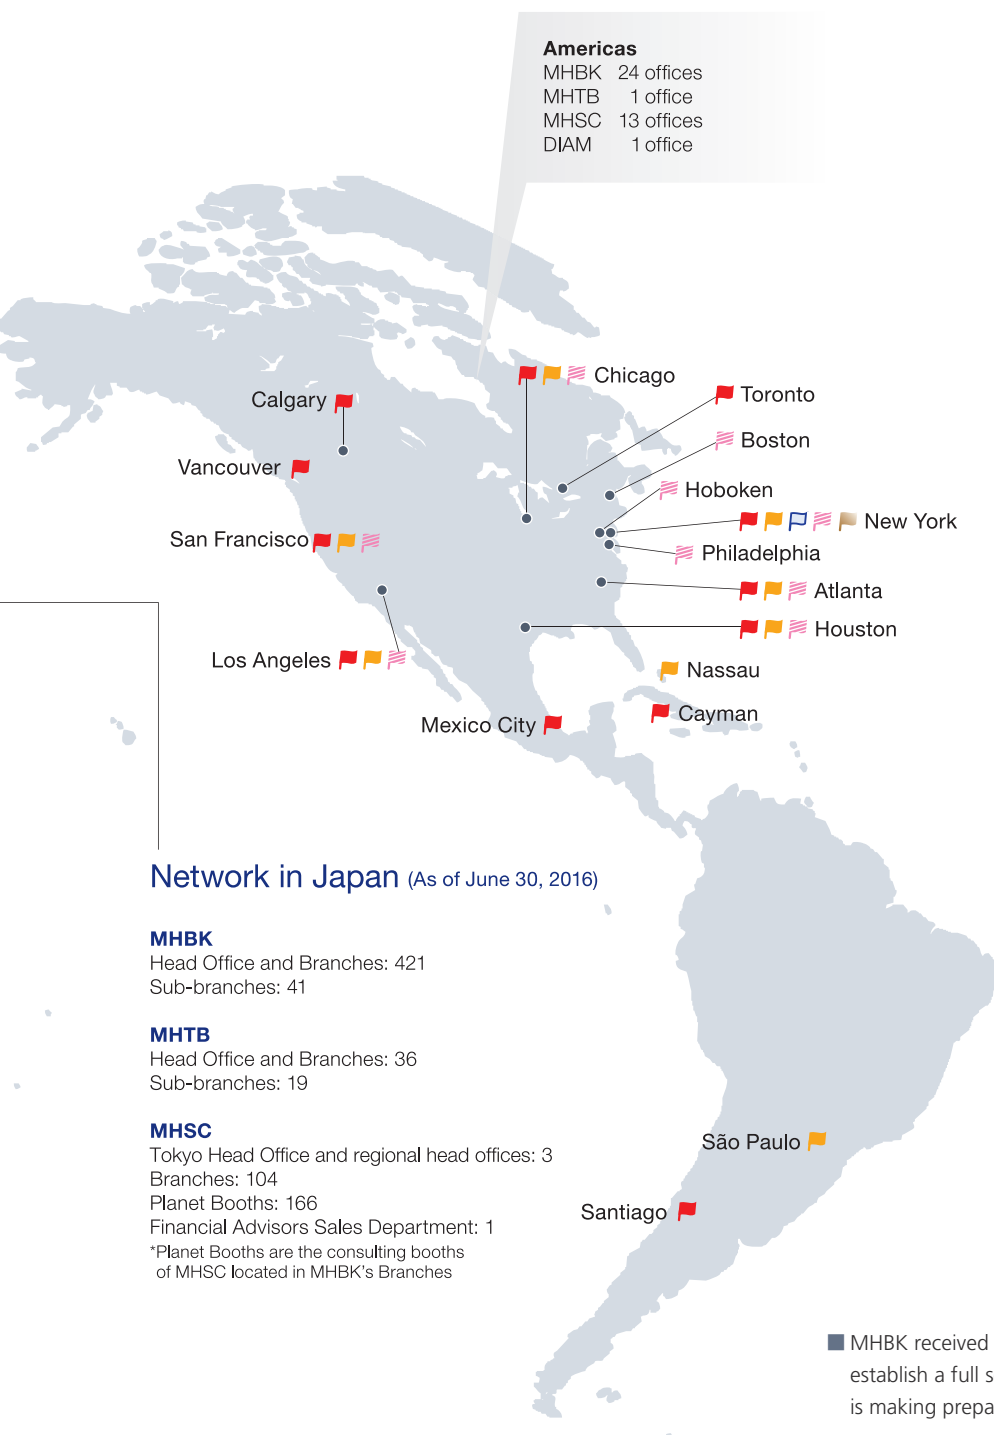 Americas
MHBK 24 offices
MHTB 1 office
MHSC 13 offices
DIAM 1 office
Chicago
Toronto
Calgary
Boston
Vancouver
Hoboken
New York
San Francisco
Philadelphia
Atlanta
Houston
Los Angeles
Nassau
Cayman
Mexico City
Network in Japan (As of June 30, 2016)
MHBK
Head Office and Branches: 421
Sub-branches: 41
MHTB
Head Office and Branches: 36
Sub-branches: 19
MHSC
Tokyo Head Office and regional head offices: 3
Branches: 104
Planet Booths: 166
Financial Advisors Sales Department: 1
*Planet Booths are the consulting booths
of MHSC located in MHBK's Branches
São Paulo
Santiago
MHBK received
establish a full s
is making prepa